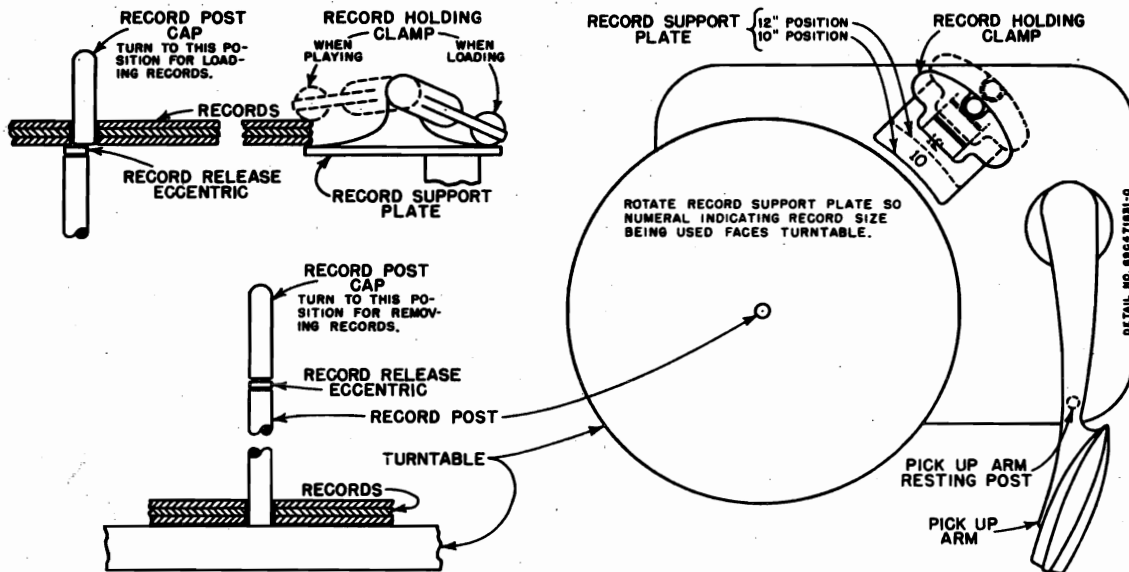 RECORD POST
CAP
TURN TO THIS PO-
SITION FOR LOAD-
ING RECORDS.
RECORD HOLDING
CLAMP
WHEN
PLAYING
WHEN
LOADING
RECORDS
RECORD RELEASE
ECCENTRIC
RECORD SUPPORT
PLATE
RECORD POST
CAP
TURN TO THIS PO-
SITION FOR REMOV-
ING RECORDS.
RECORD RELEASE
ECCENTRIC
RECORD POST
TURNTABLE
RECORDS
RECORD SUPPORT
PLATE
12" POSITION
10" POSITION
RECORD HOLDING
CLAMP
10
12
ROTATE RECORD SUPPORT PLATE SO
NUMERAL INDICATING RECORD SIZE
BEING USED FACES TURNTABLE.
PICK UP ARM
RESTING POST
PICK UP
ARM
DETAIL NO.